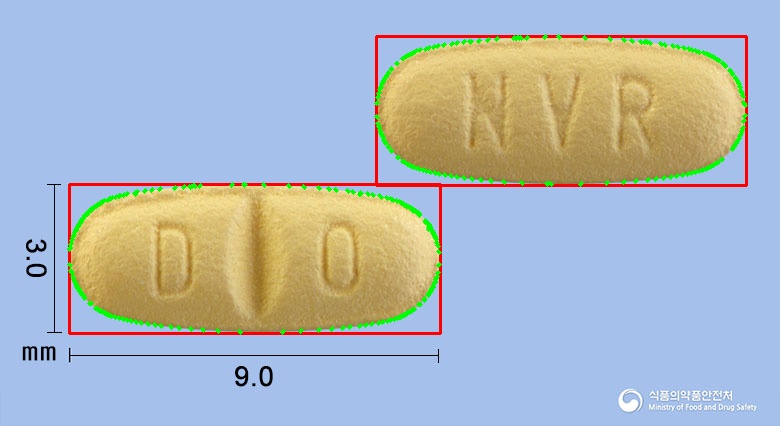 NVR
D O
3.0
mm
9.0
식품의약품안전처
Ministry of Food and Drug Safety